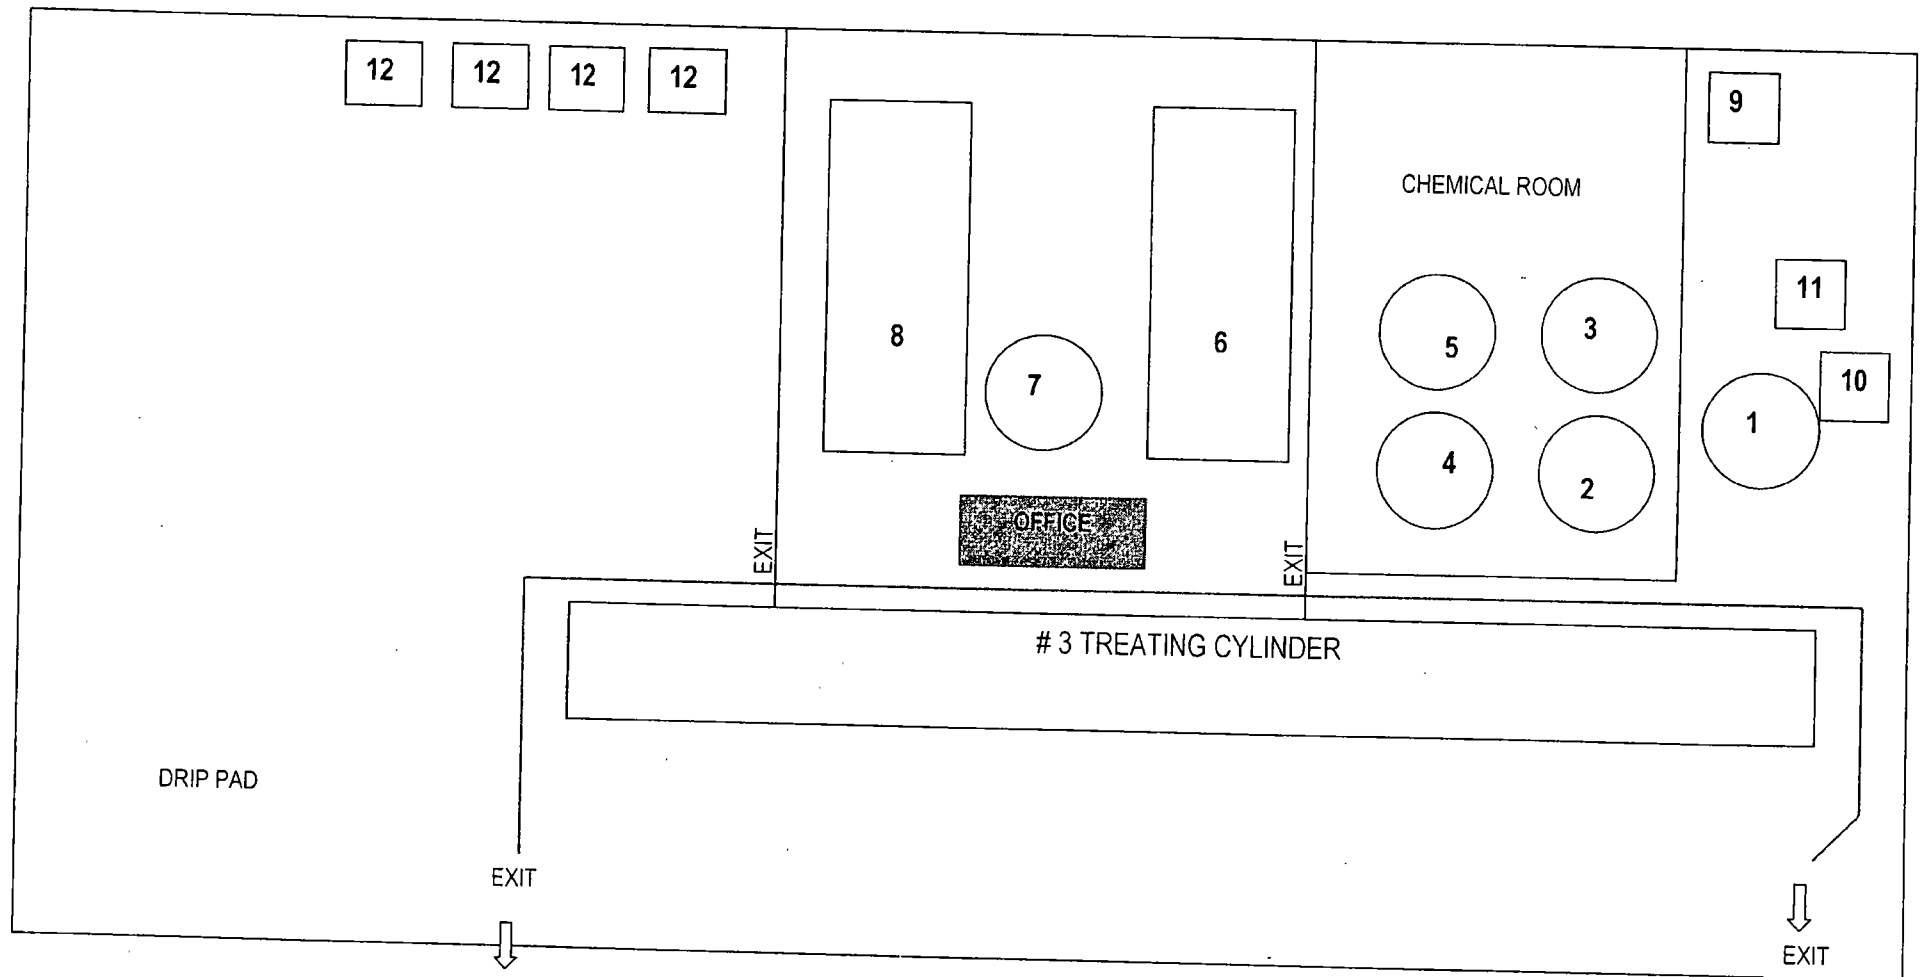 12 12 12 12
9
CHEMICAL ROOM
11
8
7
6
5
3
10
1
4
2
OFFICE
EXIT
EXIT
# 3 TREATING CYLINDER
DRIP PAD
EXIT
EXIT